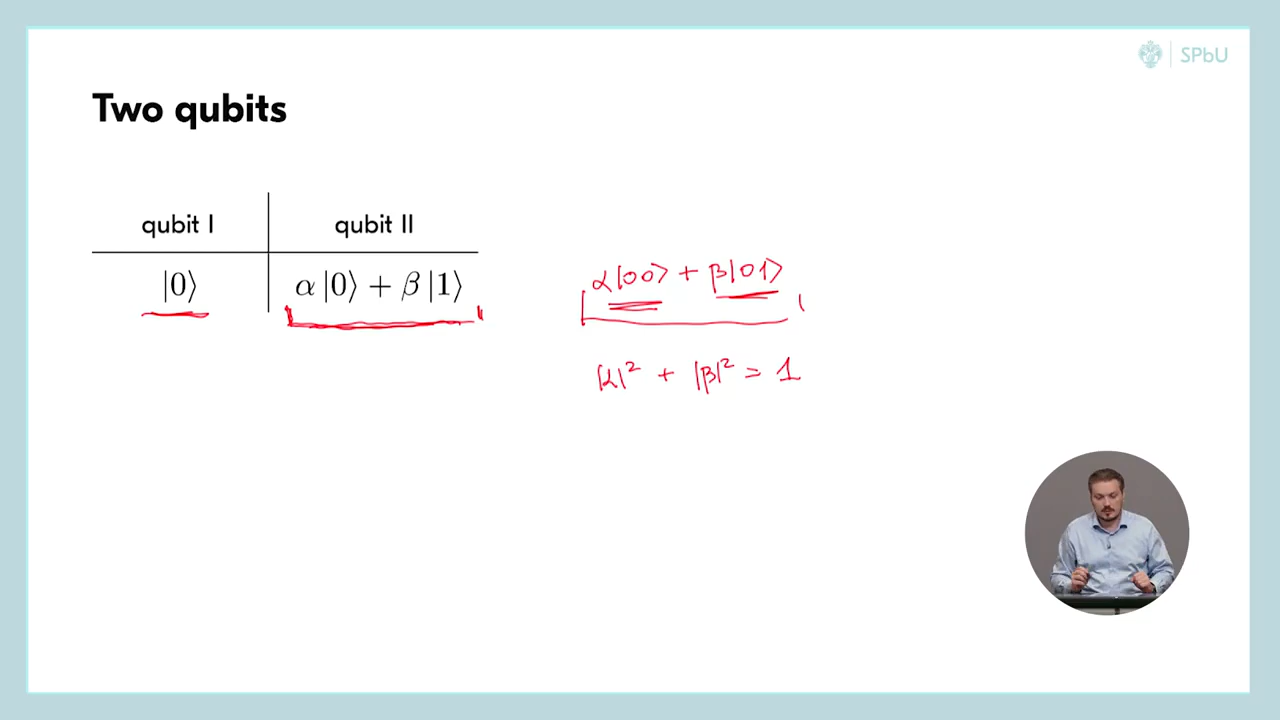 SPbU
Two qubits
qubit I qubit II
|0⟩ α|0⟩ + β|1⟩
α|00⟩ + β|01⟩
|α|² + |β|² = 1